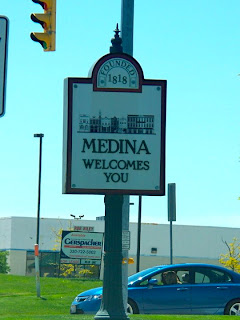 FOUNDED
1818
MEDINA
WELCOMES
YOU
GERSPACHER